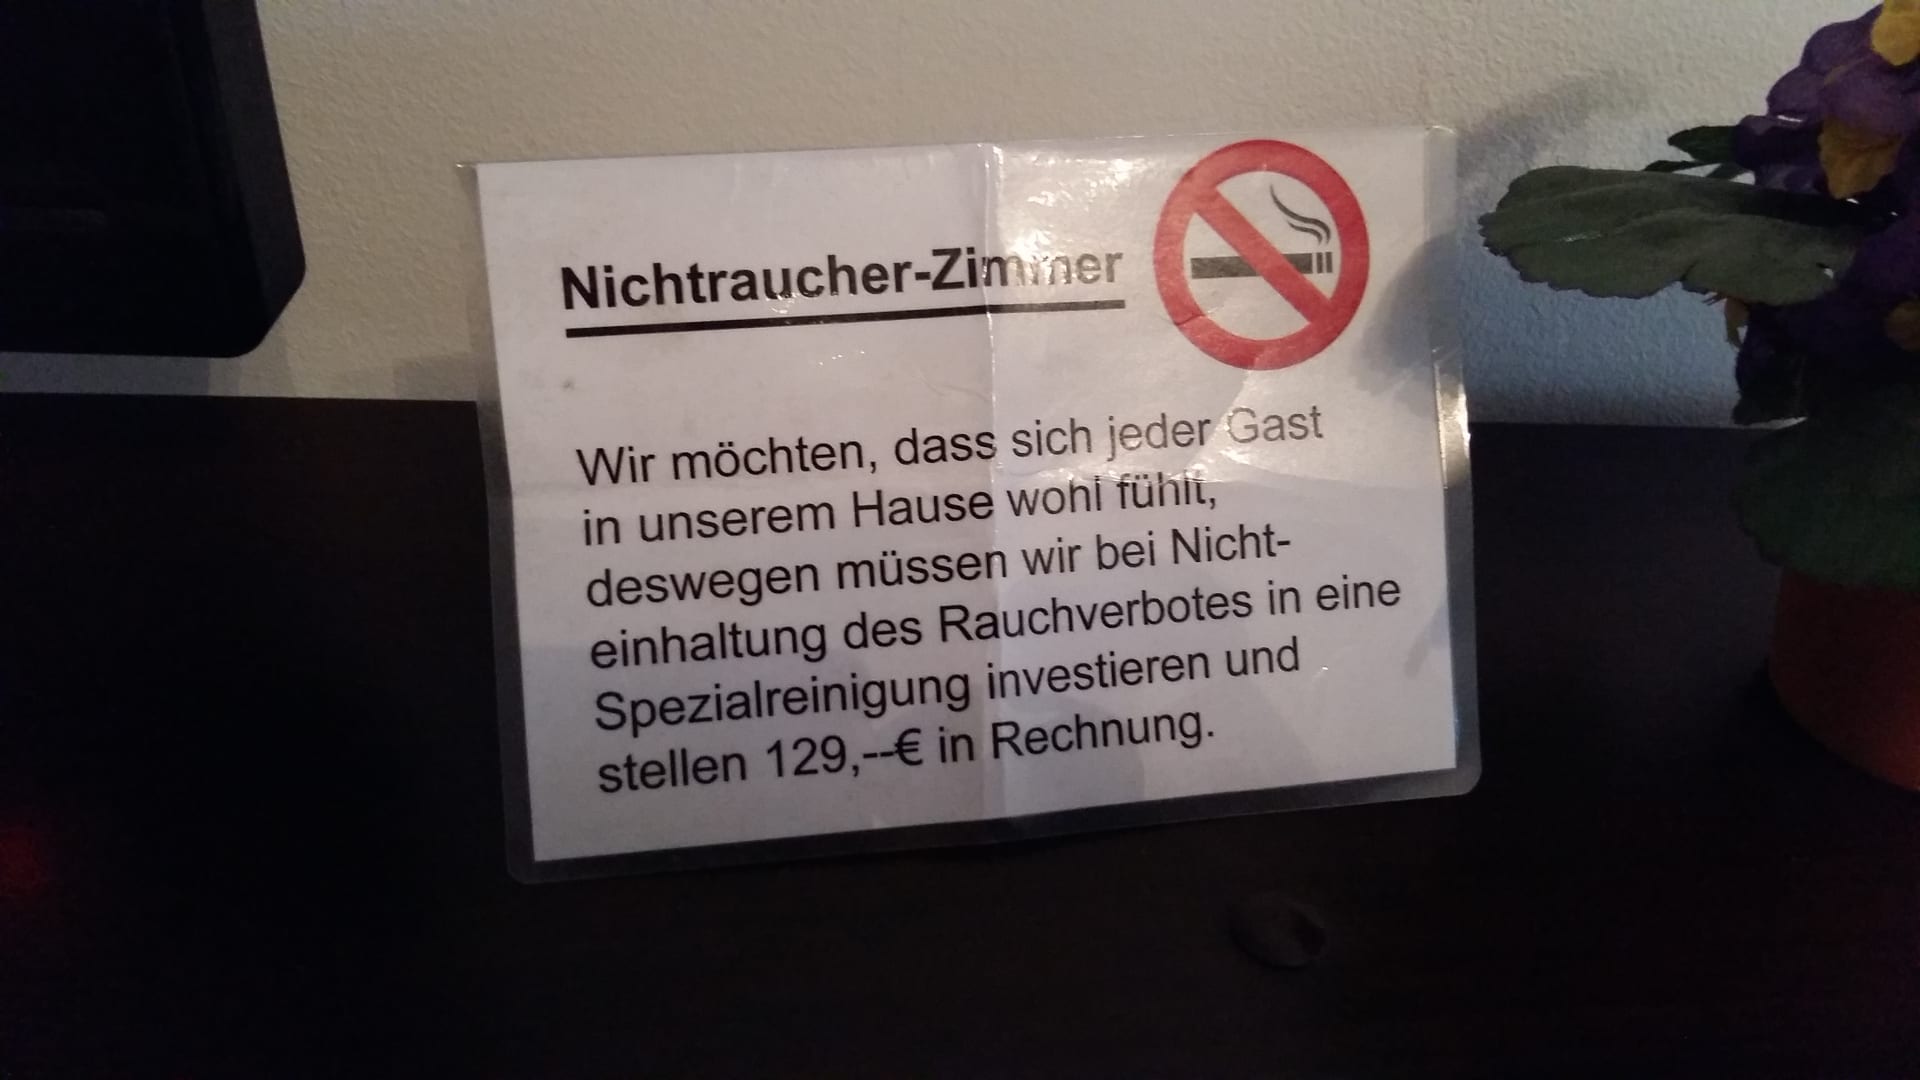 Nichtraucher-Zimmer
Wir möchten, dass sich jeder Gast
in unserem Hause wohl fühlt,
deswegen müssen wir bei Nicht-
einhaltung des Rauchverbotes in eine
Spezialreinigung investieren und
stellen 129,--€ in Rechnung.